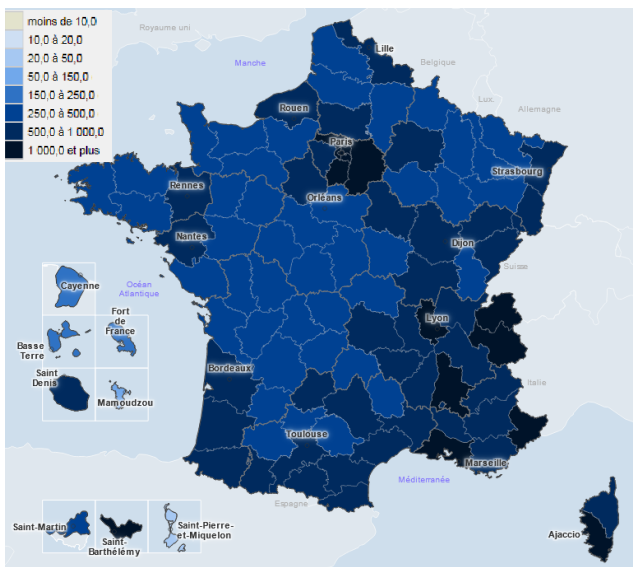 moins de 10,0
10,0 à 20,0
20,0 à 50,0
50,0 à 150,0
150,0 à 250,0
250,0 à 500,0
500,0 à 1 000,0
1 000,0 et plus
Royaume uni
Lille
Manche
Belgique
Lux.
Allemagne
Rouen
Paris
Strasbourg
Rennes
Orléans
Nantes
Dijon
Suisse
Cayenne
Océan
Atlantique
Fort
de
France
Basse
Terre
Lyon
Saint
Denis
Mamoudzou
Bordeaux
Italie
Toulouse
Marseille
Méditerranée
Espagne
Saint-Martin
Saint-
Barthélémy
Saint-Pierre-
et-Miquelon
Ajaccio